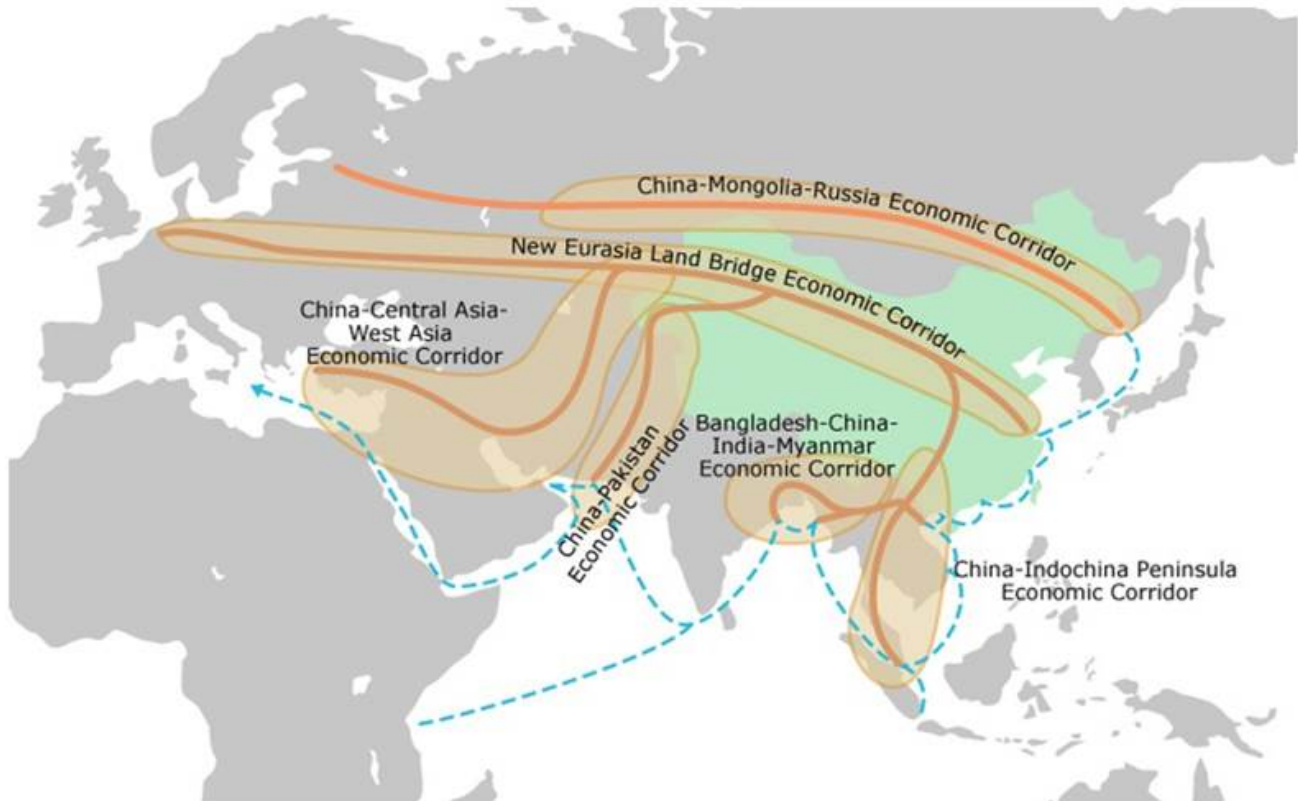 China-Mongolia-Russia Economic Corridor
New Eurasia Land Bridge Economic Corridor
China-Central Asia-
West Asia
Economic Corridor
China-Pakistan
Economic Corridor
Bangladesh-China-
India-Myanmar
Economic Corridor
China-Indochina Peninsula
Economic Corridor